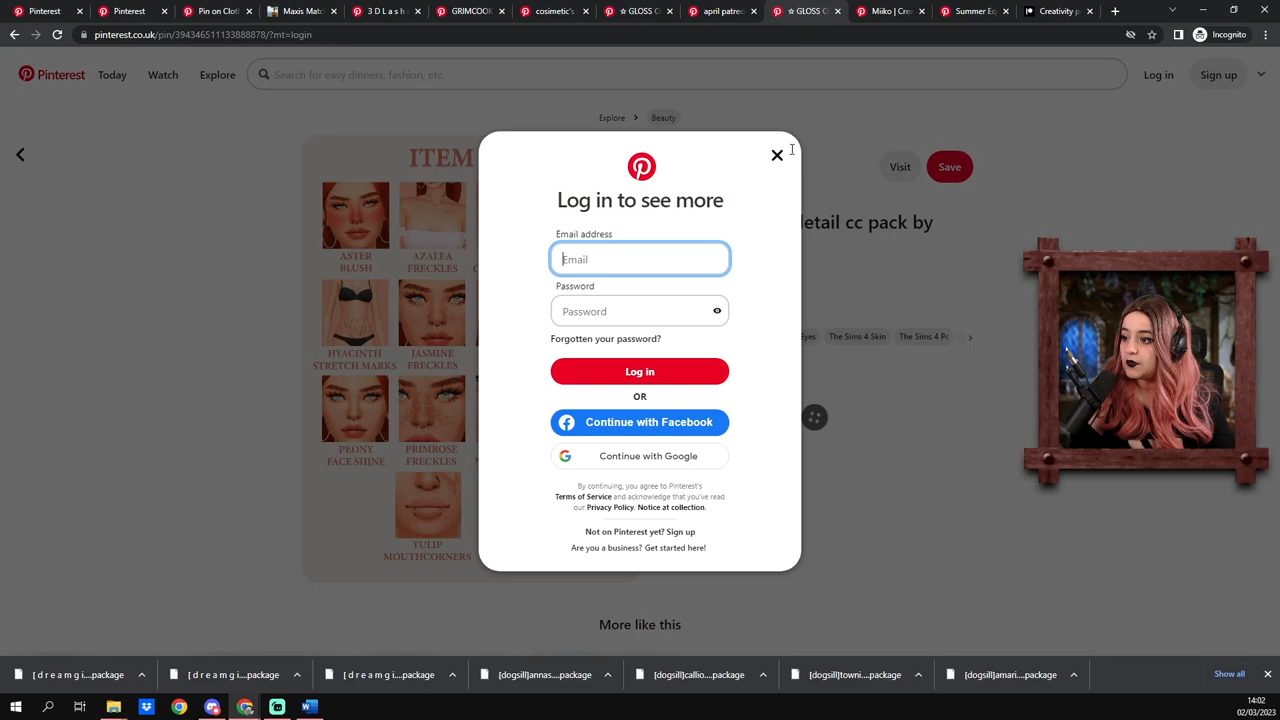 Pinterest
Pinterest
Pin on Cloth
Maxis Match
3 D L a s h e
GRIMCOOK
cosmetic's
☆ GLOSS C
april patreo
☆ GLOSS C
Miiko | Crea
Summer Eq
Creativity p
Incognito
pinterest.co.uk/pin/394346511133888878/?mt=login
Pinterest
Today
Watch
Explore
Search for easy dinners, fashion, etc.
Log in
Sign up
Explore
Beauty
ITEM
Visit
Save
detail cc pack by
ASTER
BLUSH
AZALEA
FRECKLES
HYACINTH
STRETCH MARKS
JASMINE
FRECKLES
PEONY
FACE SHINE
PRIMROSE
FRECKLES
TULIP
MOUTHCORNERS
Eyes
The Sims 4 Skin
The Sims 4 Pc
Log in to see more
Email address
Email
Password
Password
Forgotten your password?
Log in
OR
Continue with Facebook
Continue with Google
By continuing, you agree to Pinterest's
Terms of Service and acknowledge that you've read
our Privacy Policy. Notice at collection.
Not on Pinterest yet? Sign up
Are you a business? Get started here!
More like this
[ d r e a m g i....package
[ d r e a m g i....package
[ d r e a m g i....package
[dogsill]annas....package
[dogsill]callio....package
[dogsill]towni....package
[dogsill]amari....package
Show all
14:02
02/03/2023